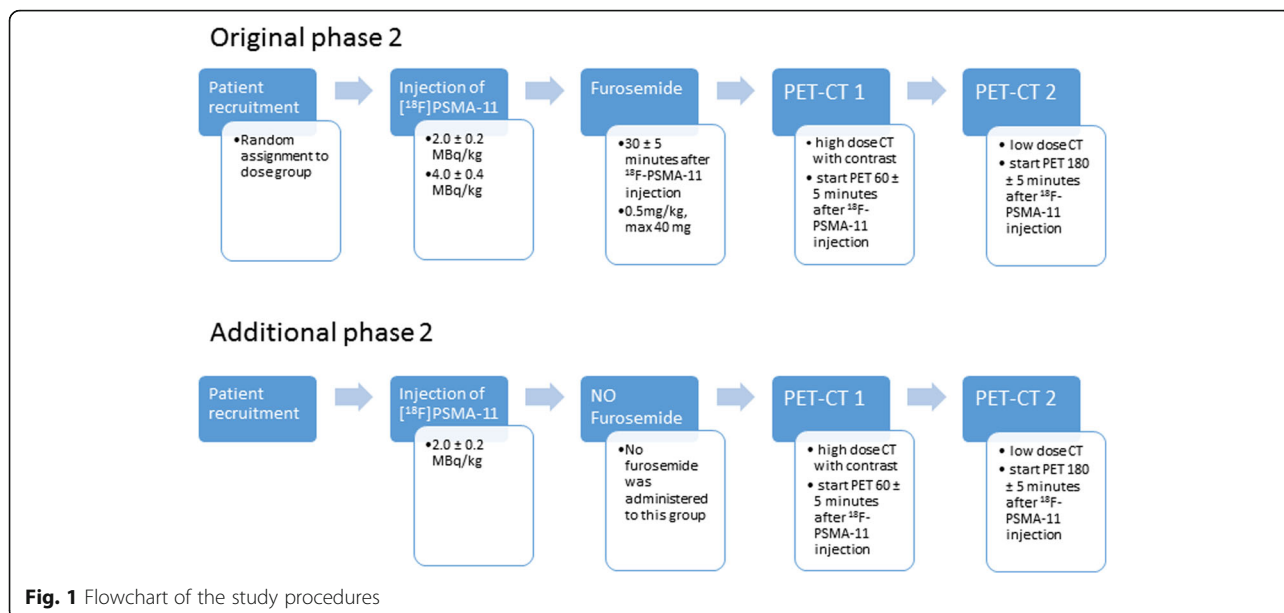 Original phase 2
Patient
recruitment
•Random
assignment to
dose group
Injection of
[¹⁸F]PSMA-11
•2.0 ± 0.2
MBq/kg
•4.0 ± 0.4
MBq/kg
Furosemide
•30 ± 5
minutes after
¹⁸F-PSMA-11
injection
•0.5mg/kg,
max 40 mg
PET-CT 1
• high dose CT
with contrast
• start PET 60 ±
5 minutes
after ¹⁸F-
PSMA-11
injection
PET-CT 2
• low dose CT
• start PET 180
± 5 minutes
after ¹⁸F-
PSMA-11
injection
Additional phase 2
Patient
recruitment
Injection of
[¹⁸F]PSMA-11
•2.0 ± 0.2
MBq/kg
NO
Furosemide
•No
furosemide
was
administered
to this group
PET-CT 1
• high dose CT
with contrast
• start PET 60 ±
5 minutes
after ¹⁸F-
PSMA-11
injection
PET-CT 2
• low dose CT
• start PET 180
± 5 minutes
after ¹⁸F-
PSMA-11
injection
Fig. 1 Flowchart of the study procedures